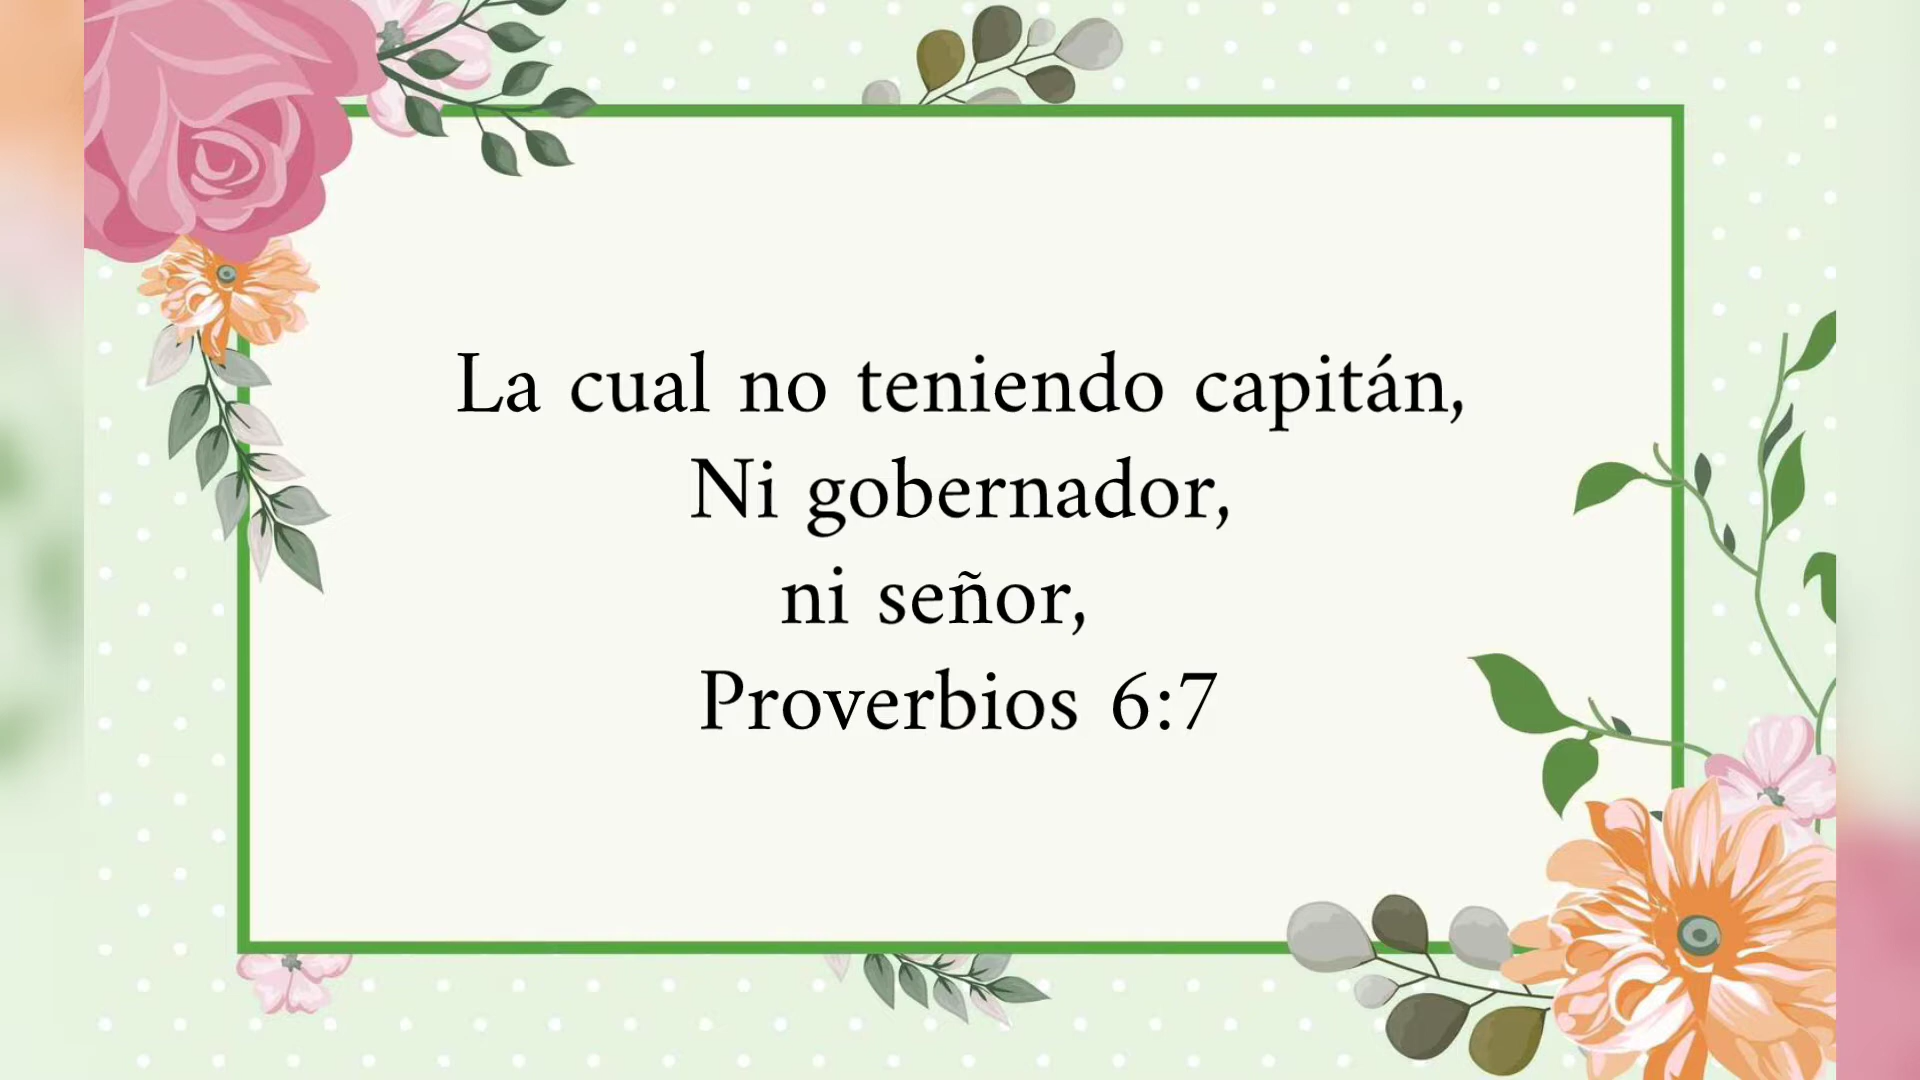 La cual no teniendo capitán,
Ni gobernador,
ni señor,
Proverbios 6:7